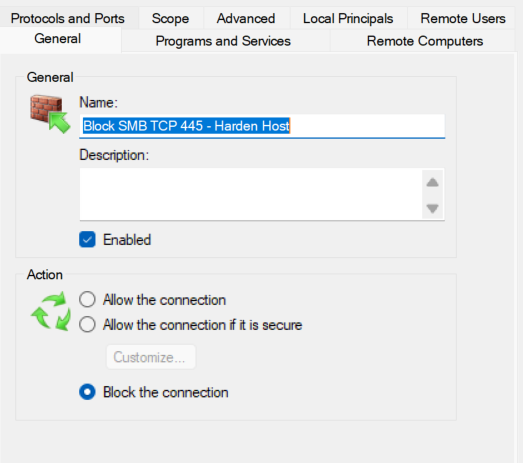 Protocols and Ports Scope Advanced Local Principals Remote Users
General Programs and Services Remote Computers
General
Name:
Block SMB TCP 445 - Harden Host
Description:
Enabled
Action
Allow the connection
Allow the connection if it is secure
Customize...
Block the connection